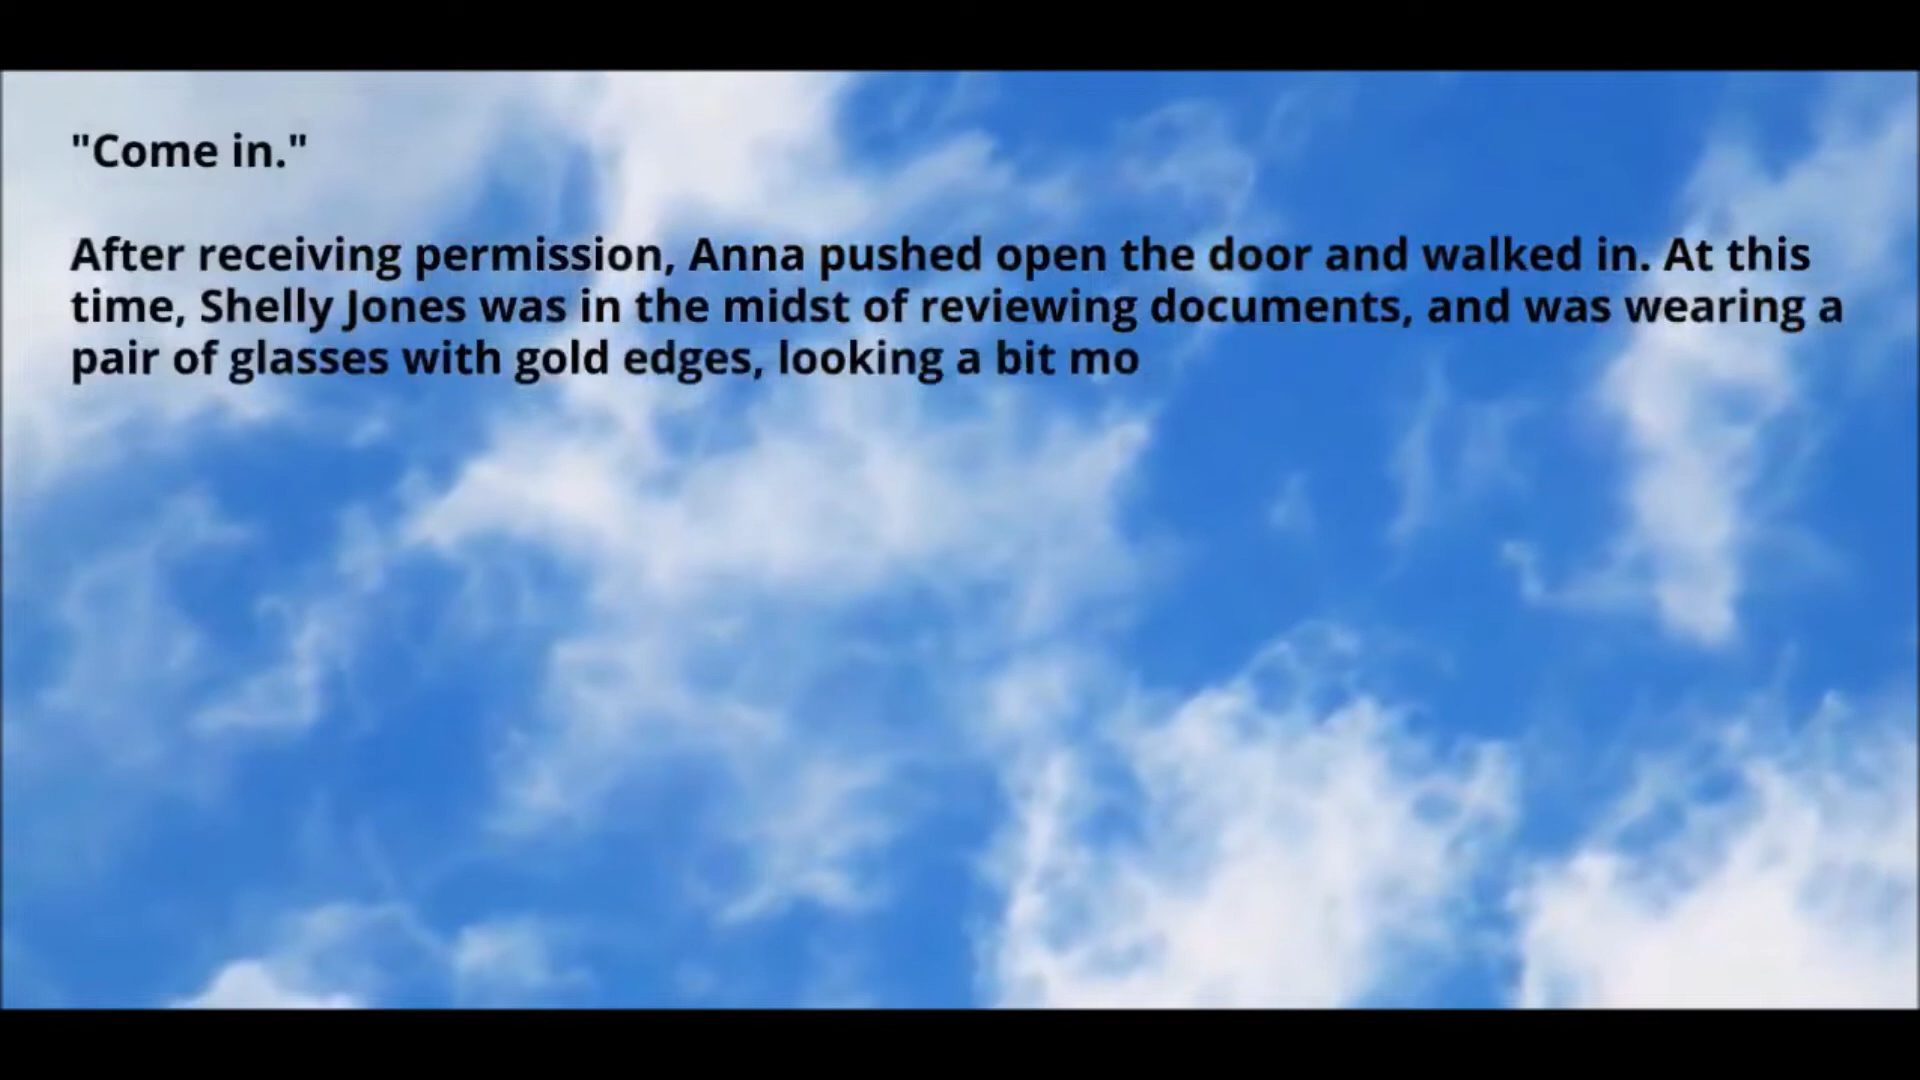 "Come in."
After receiving permission, Anna pushed open the door and walked in. At this
time, Shelly Jones was in the midst of reviewing documents, and was wearing a
pair of glasses with gold edges, looking a bit mo